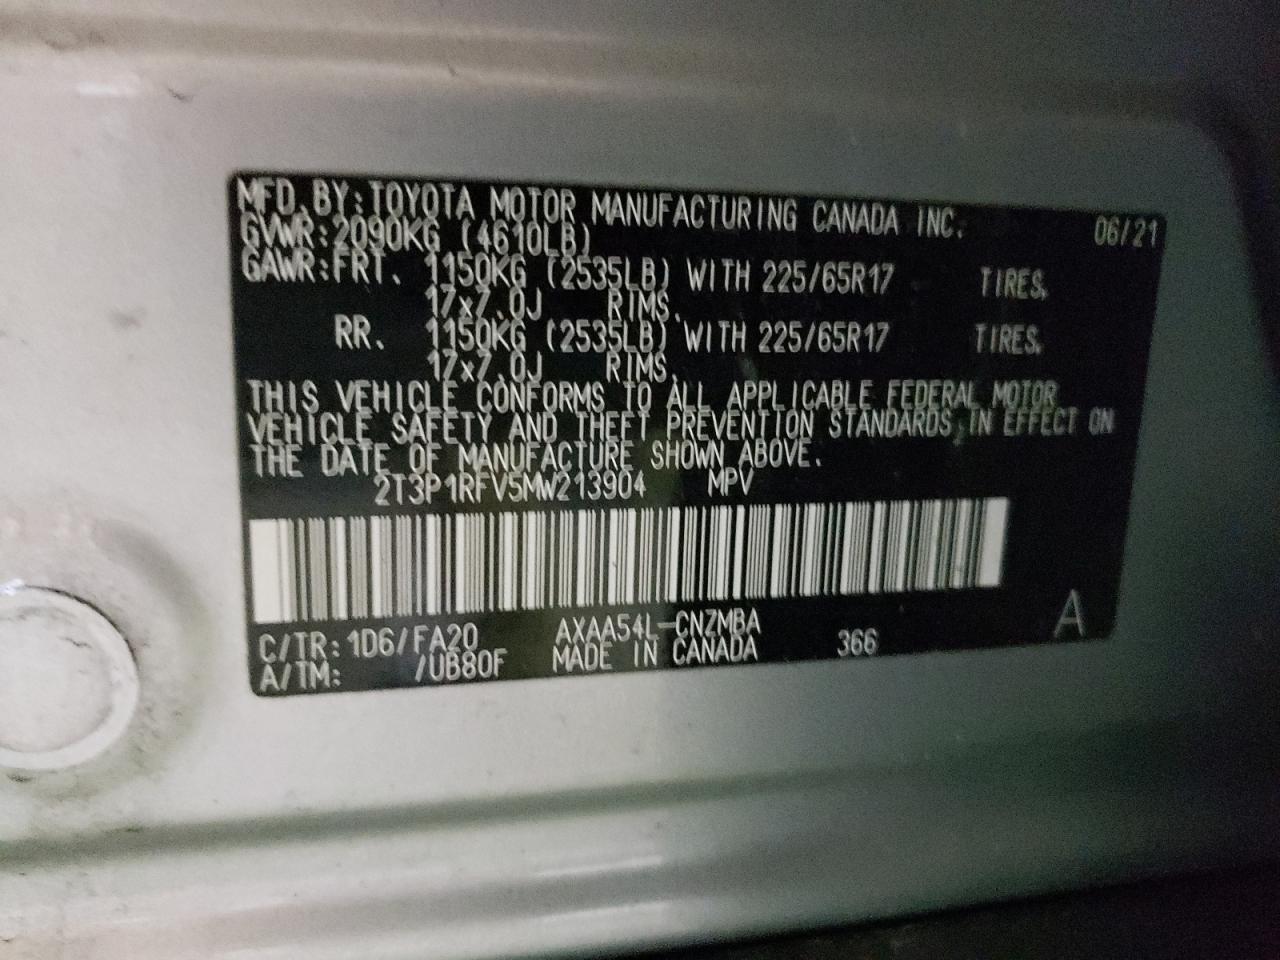 MFD. BY: TOYOTA MOTOR MANUFACTURING CANADA INC. 06/21
GVWR: 2090KG (4610LB)
GAWR: FRT. 1150KG (2535LB) WITH 225/65R17 TIRES,
17x7.0J RIMS.
RR. 1150KG (2535LB) WITH 225/65R17 TIRES,
17x7.0J RIMS.
THIS VEHICLE CONFORMS TO ALL APPLICABLE FEDERAL MOTOR
VEHICLE SAFETY AND THEFT PREVENTION STANDARDS IN EFFECT ON
THE DATE OF MANUFACTURE SHOWN ABOVE.
2T3P1RFV5MW213904 MPV
C/TR: 1D6/FA20 AXAA54L-CNZMBA 366 A
A/TM: /UB80F MADE IN CANADA